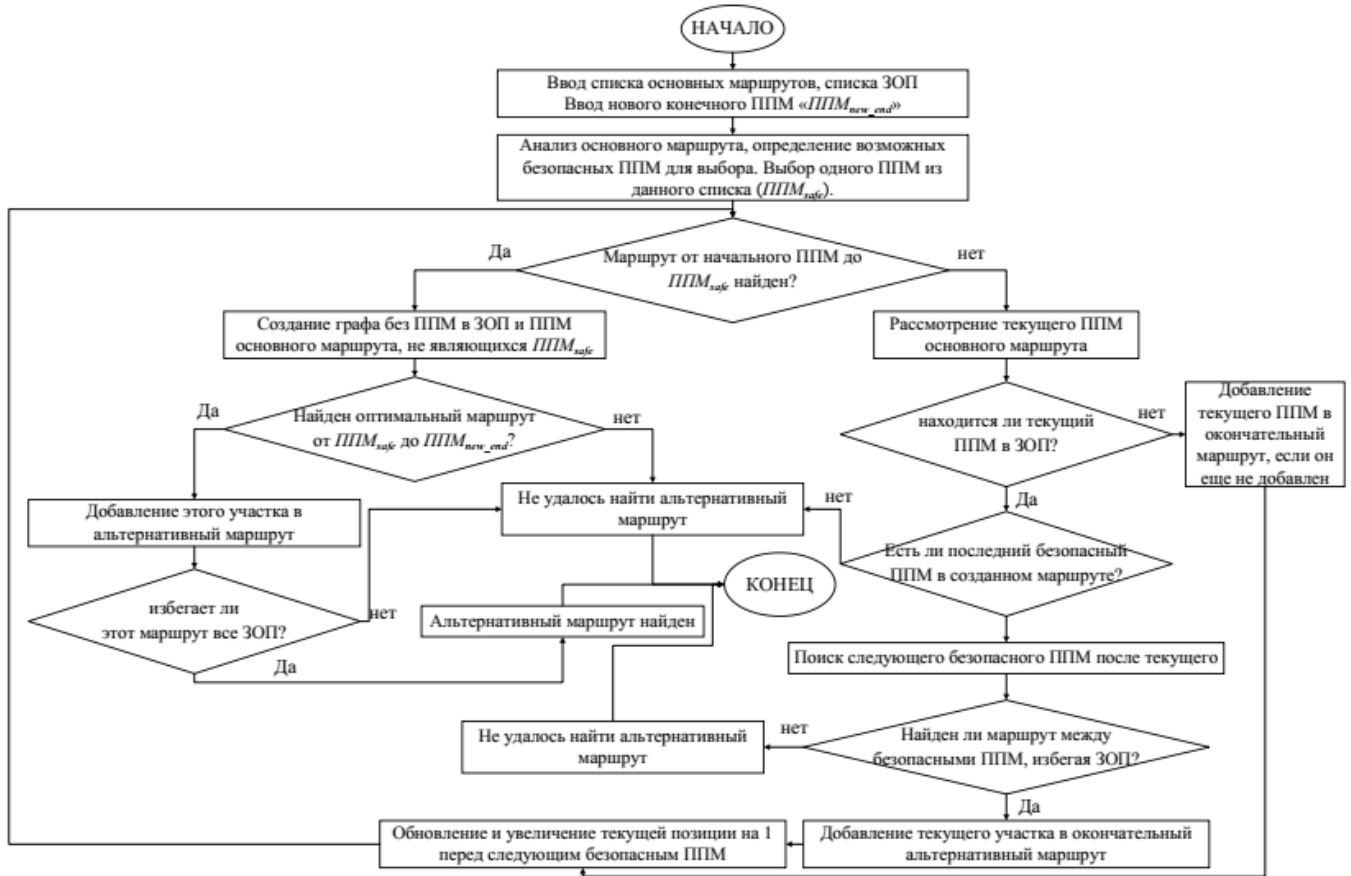 НАЧАЛО
Ввод списка основных маршрутов, списка ЗОП
Ввод нового конечного ППМ «ППМnew_end»
Анализ основного маршрута, определение возможных
безопасных ППМ для выбора. Выбор одного ППМ из
данного списка (ППМsafe).
Да
Маршрут от начального ППМ до
ППМsafe найден?
нет
Создание графа без ППМ в ЗОП и ППМ
основного маршрута, не являющихся ППМsafe
Рассмотрение текущего ППМ
основного маршрута
Да
Найден оптимальный маршрут
от ППМsafe до ППМnew_end?
нет
находится ли текущий
ППМ в ЗОП?
нет
Добавление
текущего ППМ в
окончательный
маршрут, если он
еще не добавлен
Да
Добавление этого участка в
альтернативный маршрут
Не удалось найти альтернативный
маршрут
нет
Есть ли последний безопасный
ППМ в созданном маршруте?
КОНЕЦ
избегает ли
этот маршрут все ЗОП?
нет
Да
Альтернативный маршрут найден
Поиск следующего безопасного ППМ после текущего
Не удалось найти альтернативный
маршрут
нет
Найден ли маршрут между
безопасными ППМ, избегая ЗОП?
Да
Обновление и увеличение текущей позиции на 1
перед следующим безопасным ППМ
Добавление текущего участка в окончательный
альтернативный маршрут